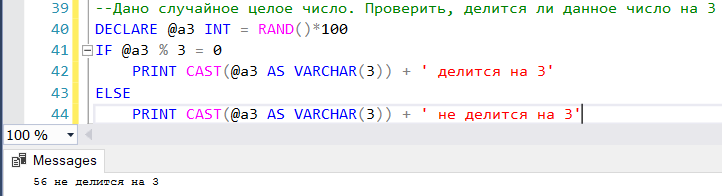 39 --Дано случайное целое число. Проверить, делится ли данное число на 3
40 DECLARE @a3 INT = RAND()*100
41 IF @a3 % 3 = 0
42 PRINT CAST(@a3 AS VARCHAR(3)) + ' делится на 3'
43 ELSE
44 PRINT CAST(@a3 AS VARCHAR(3)) + ' не делится на 3'
100 %
Messages
56 не делится на 3